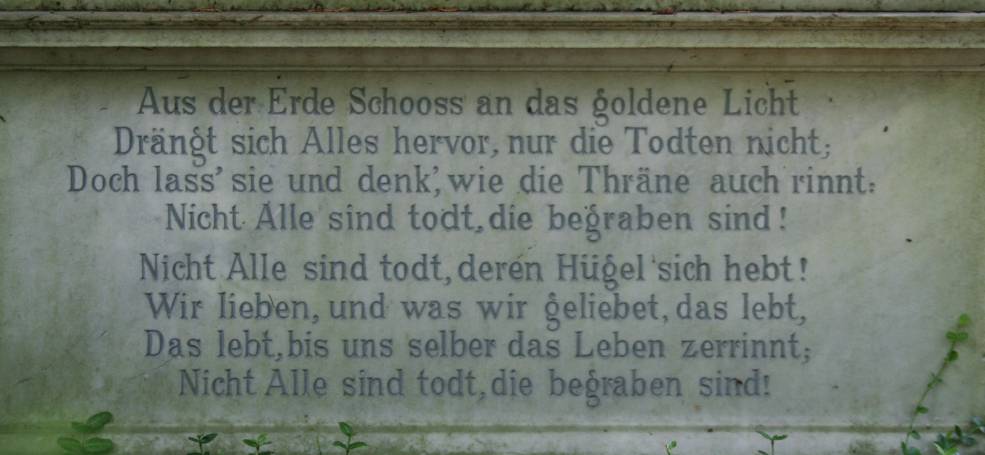 Aus der Erde Schooss an das goldene Licht
Drängt sich Alles hervor, nur die Todten nicht;
Doch lass' sie und denk', wie die Thräne auch rinnt:
Nicht Alle sind todt, die begraben sind!
Nicht Alle sind todt, deren Hügel sich hebt!
Wir lieben, und was wir geliebet, das lebt,
Das lebt, bis uns selber das Leben zerrinnt;
Nicht Alle sind todt, die begraben sind!